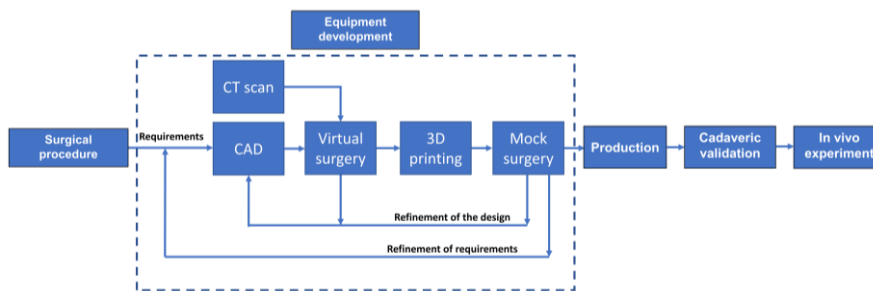 Equipment
development
CT scan
Surgical
procedure
Requirements
CAD
Virtual
surgery
3D
printing
Mock
surgery
Production
Cadaveric
validation
In vivo
experiment
Refinement of the design
Refinement of requirements